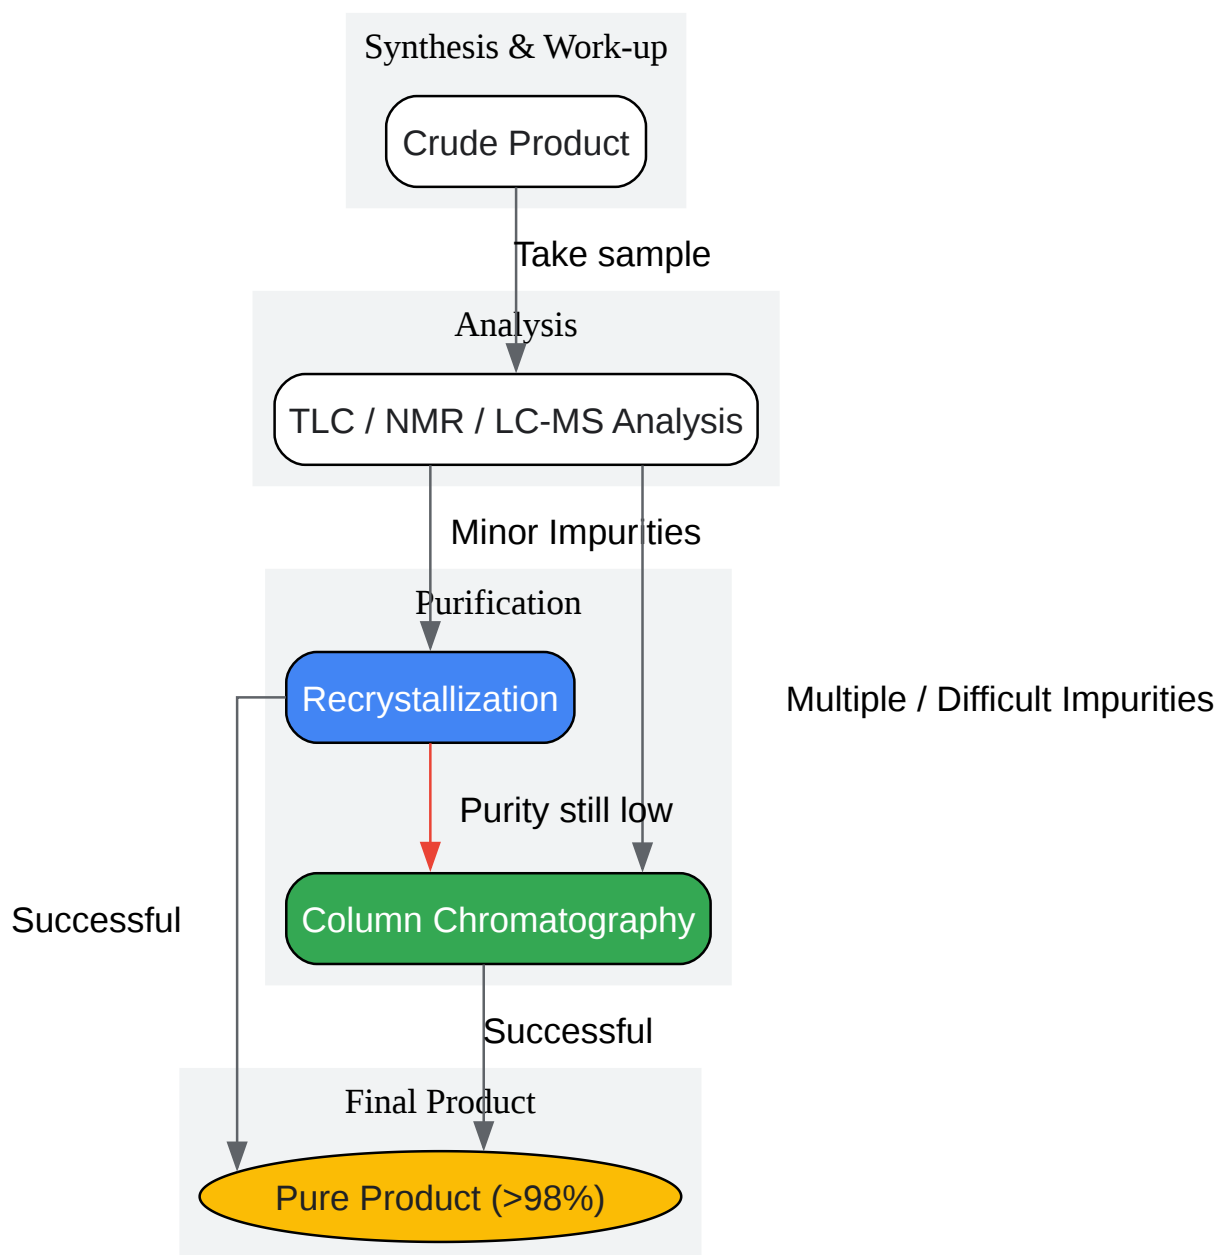 Synthesis & Work-up
Crude Product
Take sample
Analysis
TLC / NMR / LC-MS Analysis
Minor Impurities
Purification
Recrystallization
Multiple / Difficult Impurities
Purity still low
Column Chromatography
Successful
Successful
Final Product
Pure Product (>98%)